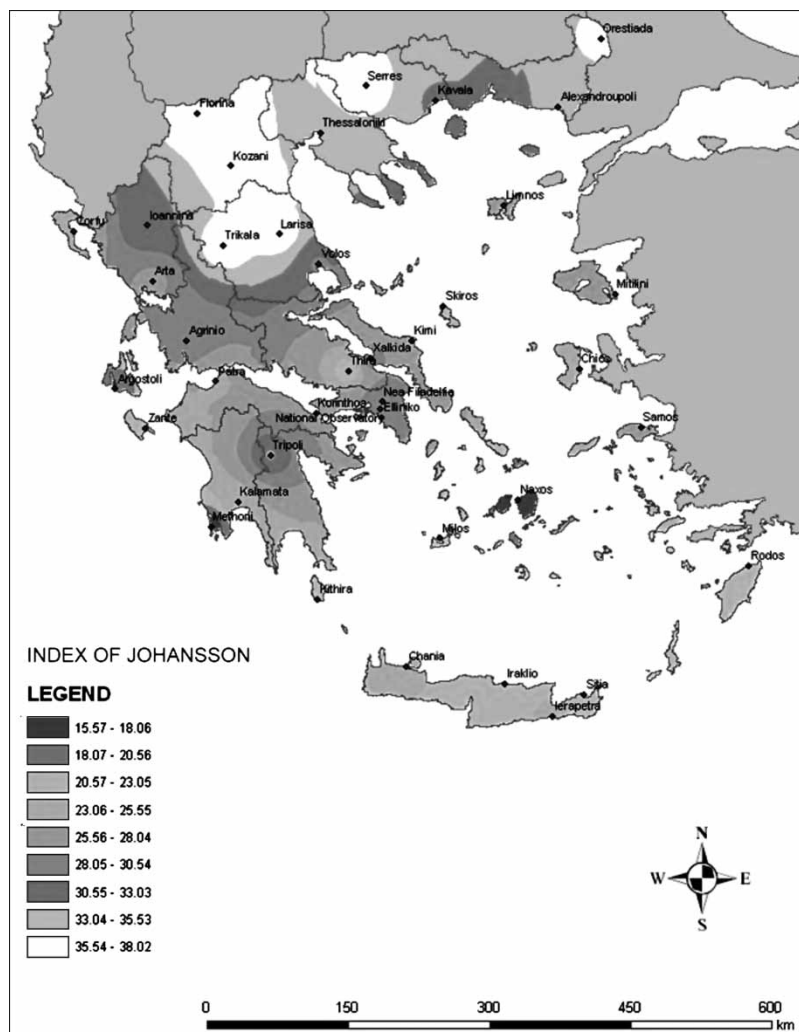 Orestiada
Serres
Kavala
Florina
Alexandroupoli
Thessaloniki
Kozani
Limnos
Ioannina
Corfu
Larisa
Trikala
Volos
Arta
Mitilini
Skiros
Agrinio
Kimi
Xalkida
Thira
Chios
Patra
Argostoli
Nea Filadelfia
Korinthos
Elliniko
National Observatory
Zante
Samos
Tripoli
Naxos
Kalamata
Methoni
Milos
Rodos
Kithira
Chania
Iraklio
Sitia
Ierapetra
INDEX OF JOHANSSON
LEGEND
15.57 - 18.06
18.07 - 20.56
20.57 - 23.05
23.06 - 25.55
25.56 - 28.04
28.05 - 30.54
30.55 - 33.03
33.04 - 35.53
35.54 - 38.02
N
W E
S
0 150 300 450 600
km